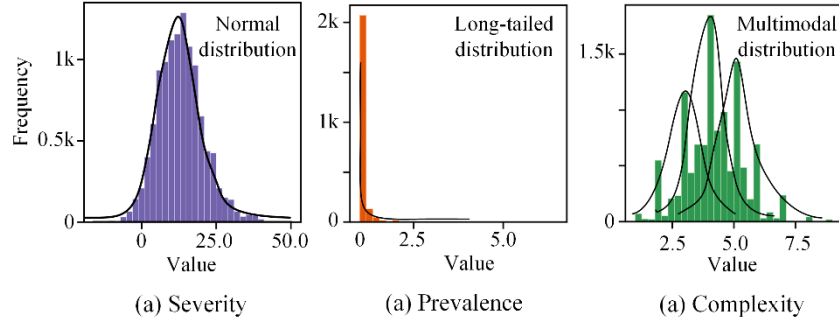 Normal
distribution
1k
0.5k
0
Frequency
0
25.0
50.0
Value
(a) Severity
Long-tailed
distribution
2k
1k
0
0
2.5
5.0
Value
(a) Prevalence
Multimodal
distribution
1.5k
0
2.5
5.0
7.5
Value
(a) Complexity